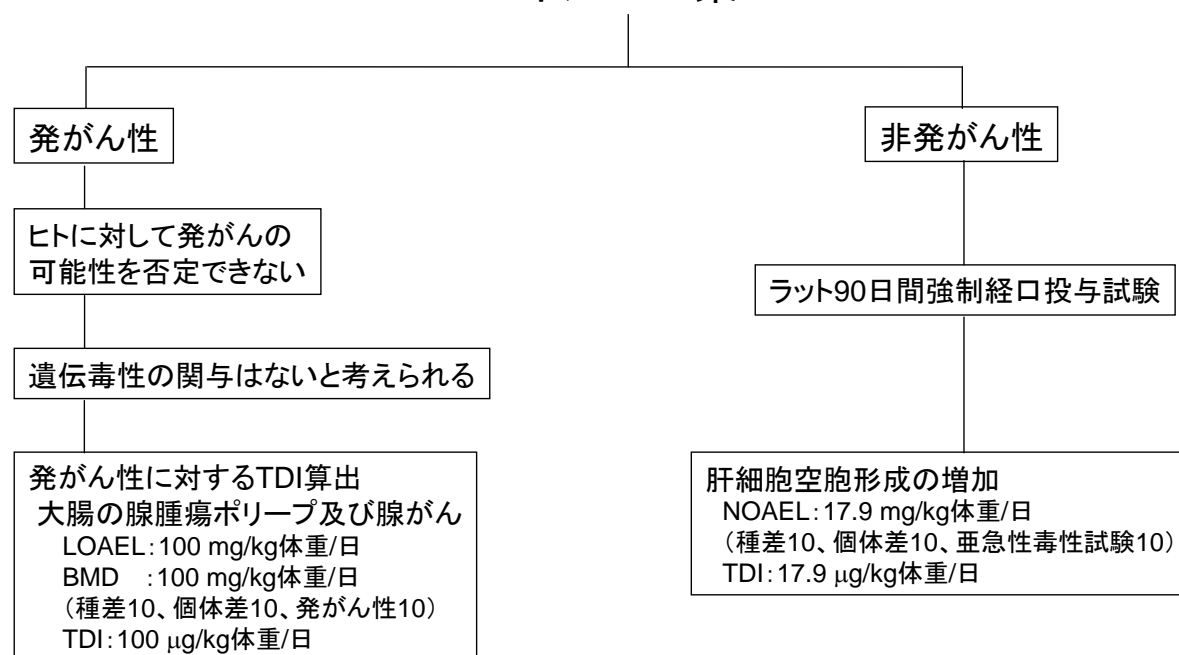 発がん性
ヒトに対して発がんの
可能性を否定できない
遺伝毒性の関与はないと考えられる
発がん性に対するTDI算出
大腸の腺腫瘍ポリープ及び腺がん
LOAEL:100 mg/kg体重/日
BMD :100 mg/kg体重/日
(種差10、個体差10、発がん性10)
TDI:100 μg/kg体重/日
非発がん性
ラット90日間強制経口投与試験
肝細胞空胞形成の増加
NOAEL:17.9 mg/kg体重/日
(種差10、個体差10、亜急性毒性試験10)
TDI:17.9 μg/kg体重/日